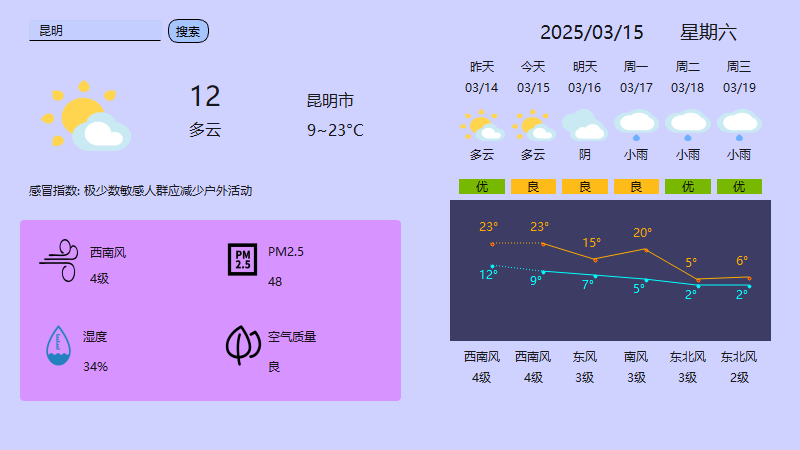 昆明 搜索
12
多云
昆明市
9~23°C
感冒指数: 极少数敏感人群应减少户外活动
西南风
4级
PM
2.5
PM2.5
48
湿度
34%
空气质量
良
2025/03/15 星期六
昨天 今天 明天 周一 周二 周三
03/14 03/15 03/16 03/17 03/18 03/19
多云 多云 阴 小雨 小雨 小雨
优 良 良 良 优 优
23° 23° 15° 20° 5° 6°
12° 9° 7° 5° 2° 2°
西南风 西南风 东风 南风 东北风 东北风
4级 4级 3级 3级 3级 2级